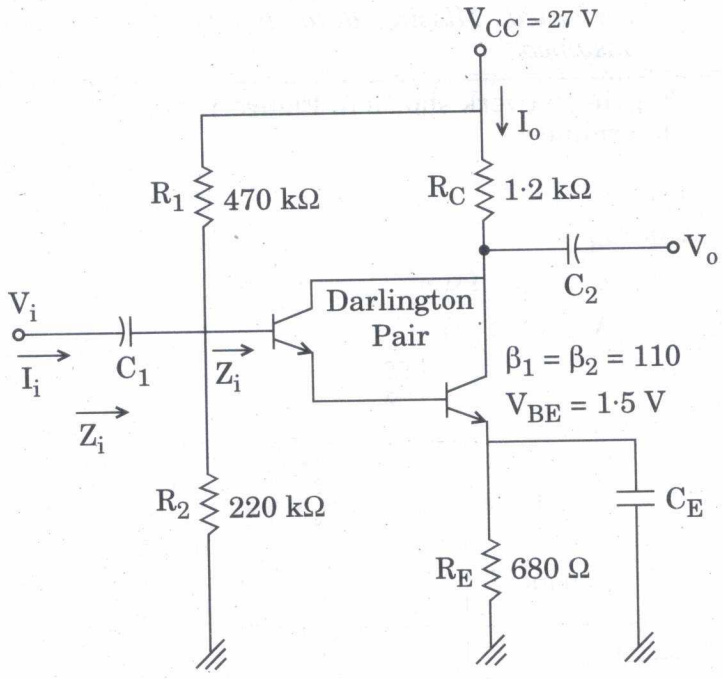 V_CC = 27 V
I_o
R_1 470 kΩ
R_C 1·2 kΩ
V_o
C_2
V_i
Darlington
Pair
β_1 = β_2 = 110
V_BE = 1·5 V
C_1
Z_i
I_i
Z_i
R_2 220 kΩ
C_E
R_E 680 Ω